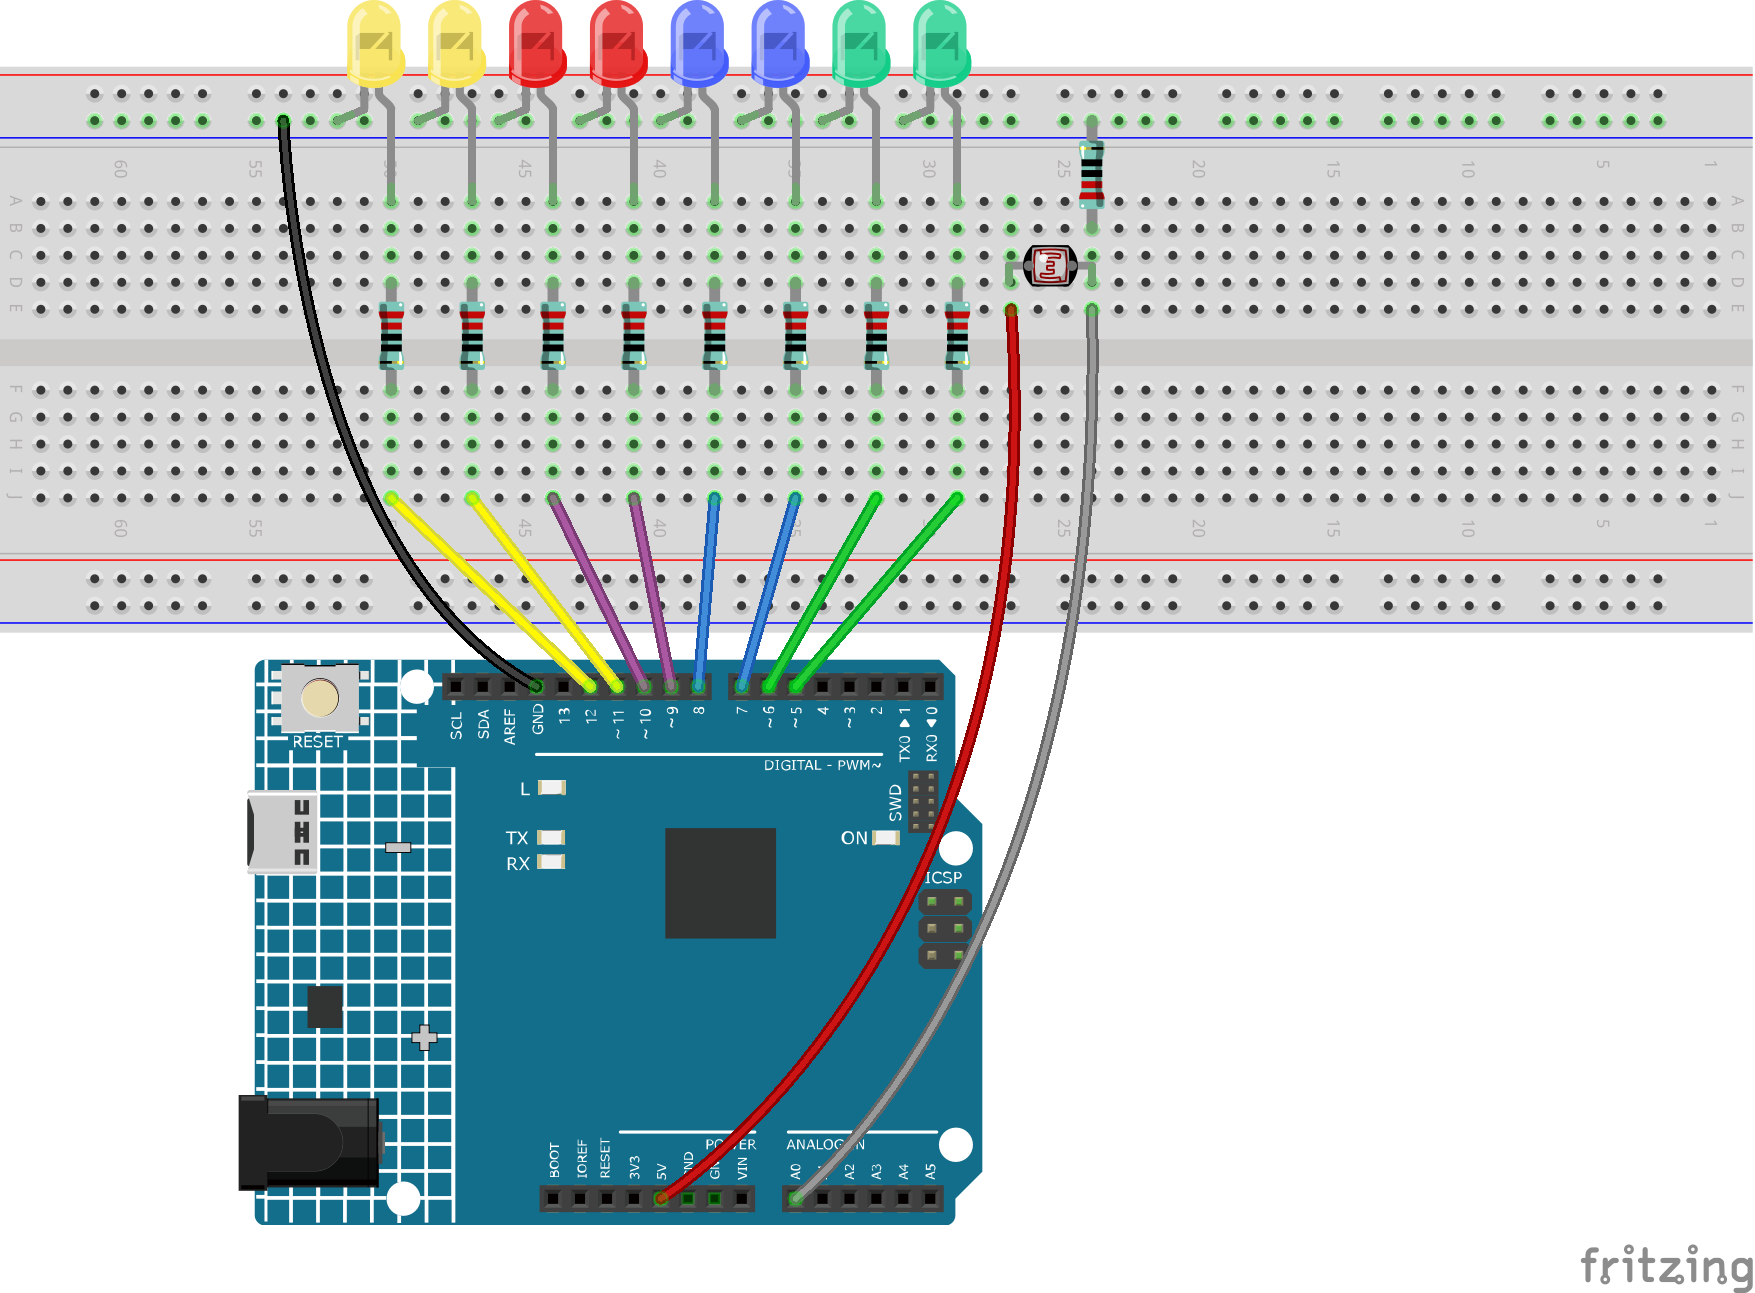 60 55 50 45 40 35 30 25 20 15 10 5 1
A A
B B
C C
D D
E E
F F
G G
H H
I I
J J
60 55 45 40 35 25 20 15 10 5 1
SCL SDA AREF GND 13 12 ~11 ~10 ~9 8 7 ~6 ~5 4 ~3 2 TX0▶1 RX0◀0
RESET
DIGITAL - PWM~
L
SWD
TX
ON
RX
ICSP
POWER
ANALOG IN
BOOT IOREF RESET 3V3 5V GND GND VIN A0 A2 A3 A4 A5
fritzing